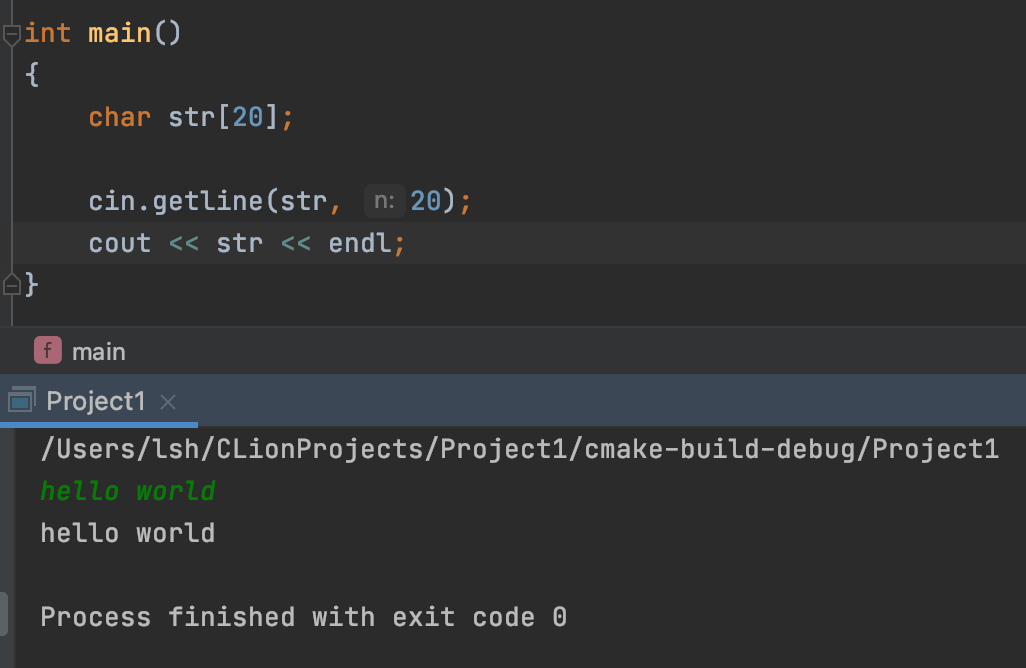 int main()
{
char str[20];
cin.getline(str, n: 20);
cout << str << endl;
}
f main
Project1 ×
/Users/lsh/CLionProjects/Project1/cmake-build-debug/Project1
hello world
hello world
Process finished with exit code 0